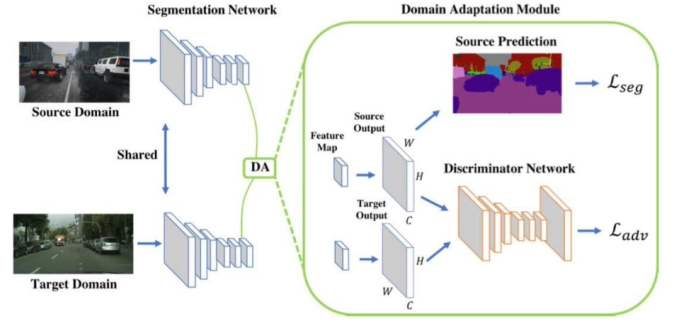 Segmentation Network
Domain Adaptation Module
Source Prediction
ℒseg
Source Domain
Source
Output
W
Feature
Map
H
C
Shared
DA
Discriminator Network
Target
Output
H
W
C
ℒadv
Target Domain